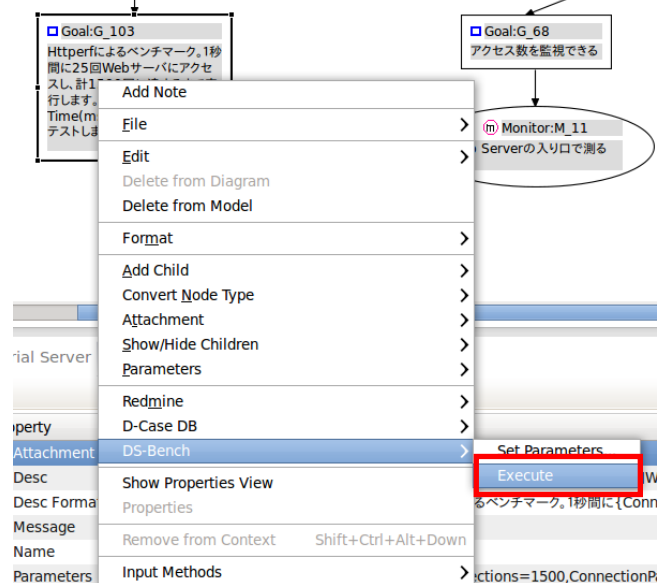 Goal:G_103
Httperfによるベンチマーク。1秒
間に25回Webサーバにアクセ
スし、計1
行します。
Time(m
テストしま
Goal:G_68
アクセス数を監視できる
Monitor:M_11
Serverの入り口で測る
Add Note
File
Edit
Delete from Diagram
Delete from Model
Format
Add Child
Convert Node Type
Attachment
Show/Hide Children
Parameters
Redmine
D-Case DB
DS-Bench
Show Properties View
Properties
Remove from Context Shift+Ctrl+Alt+Down
Input Methods
Set Parameters
Execute
rial Server
perty
Attachment
Desc
Desc Forma
るベンチマーク。1秒間に{Conn
Message
Name
Parameters
ctions=1500,ConnectionPa